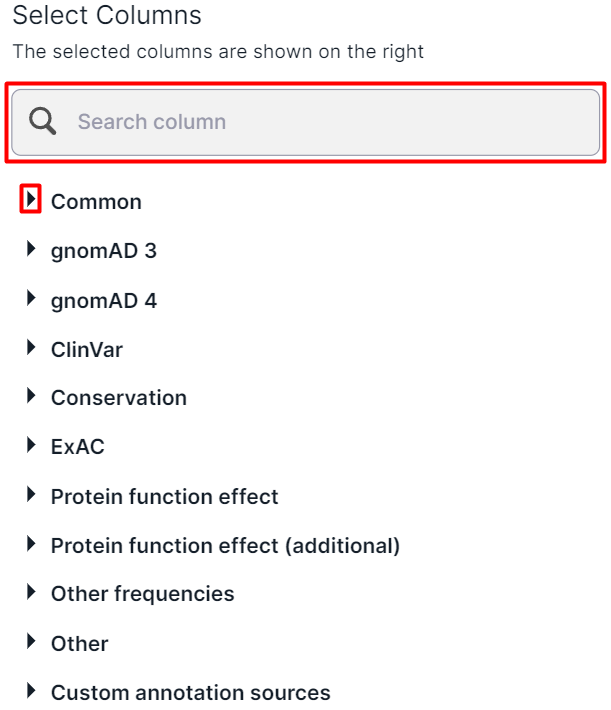 Select Columns
The selected columns are shown on the right
Search column
Common
gnomAD 3
gnomAD 4
ClinVar
Conservation
ExAC
Protein function effect
Protein function effect (additional)
Other frequencies
Other
Custom annotation sources